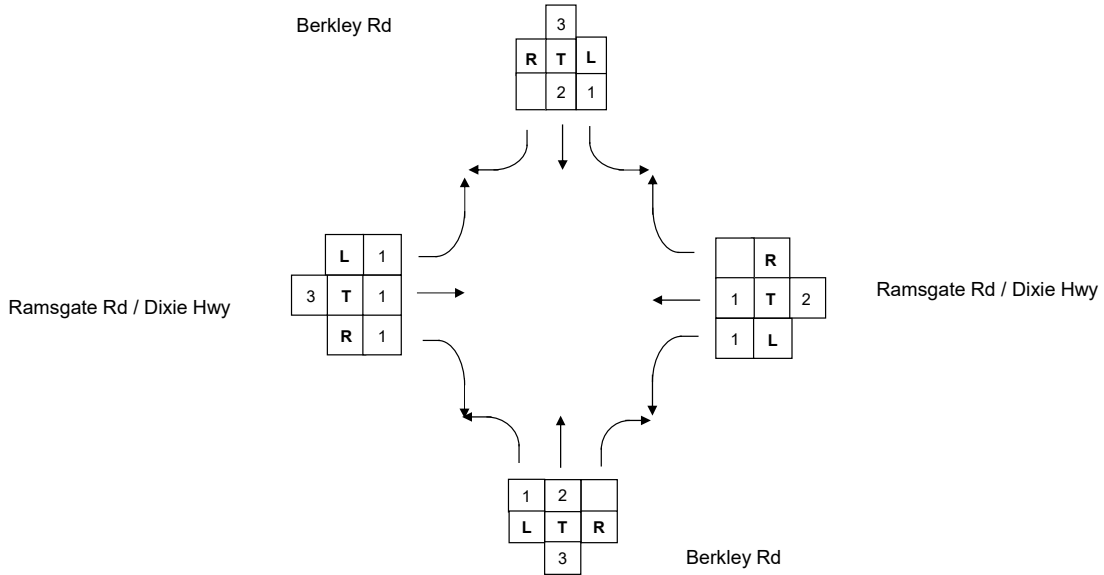 Berkley Rd
3
R T L
2 1
L 1
3 T 1
R 1
Ramsgate Rd / Dixie Hwy
R
1 T 2
1 L
Ramsgate Rd / Dixie Hwy
1 2
L T R
3
Berkley Rd